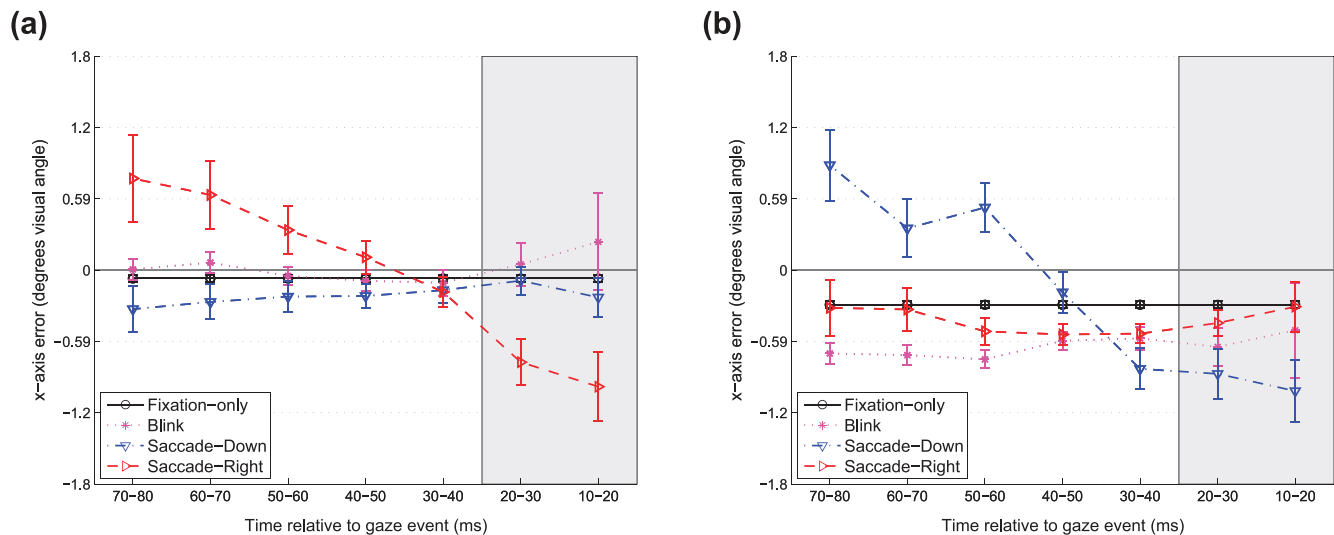 (a)
1.8
1.2
0.59
0
−0.59
−1.2
−1.8
x−axis error (degrees visual angle)
Fixation−only
Blink
Saccade−Down
Saccade−Right
70−80
60−70
50−60
40−50
30−40
20−30
10−20
Time relative to gaze event (ms)
(b)
1.8
1.2
0.59
0
−0.59
−1.2
−1.8
x−axis error (degrees visual angle)
Fixation−only
Blink
Saccade−Down
Saccade−Right
70−80
60−70
50−60
40−50
30−40
20−30
10−20
Time relative to gaze event (ms)